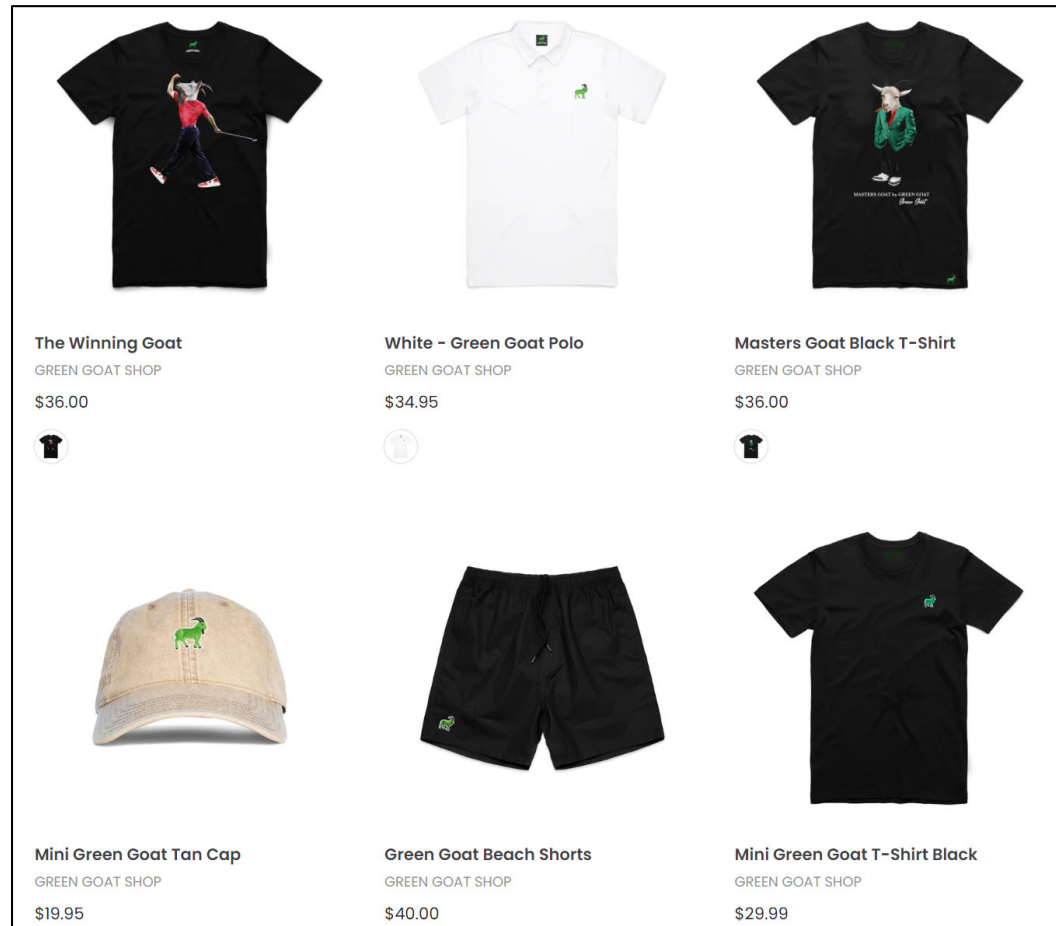 The Winning Goat
GREEN GOAT SHOP
$36.00
White - Green Goat Polo
GREEN GOAT SHOP
$34.95
MASTERS GOAT by GREEN GOAT
Green Goat
Masters Goat Black T-Shirt
GREEN GOAT SHOP
$36.00
Mini Green Goat Tan Cap
GREEN GOAT SHOP
$19.95
Green Goat Beach Shorts
GREEN GOAT SHOP
$40.00
Mini Green Goat T-Shirt Black
GREEN GOAT SHOP
$29.99